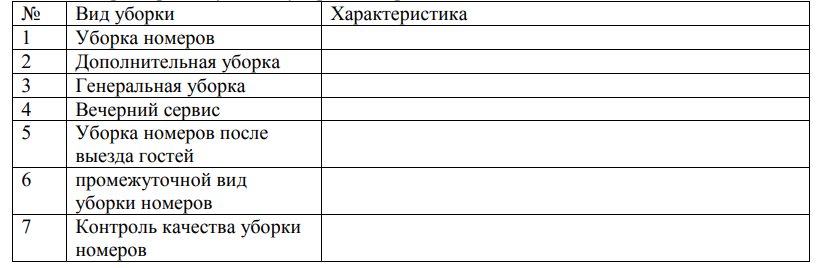 № Вид уборки Характеристика
1 Уборка номеров
2 Дополнительная уборка
3 Генеральная уборка
4 Вечерний сервис
5 Уборка номеров после
выезда гостей
6 промежуточной вид
уборки номеров
7 Контроль качества уборки
номеров